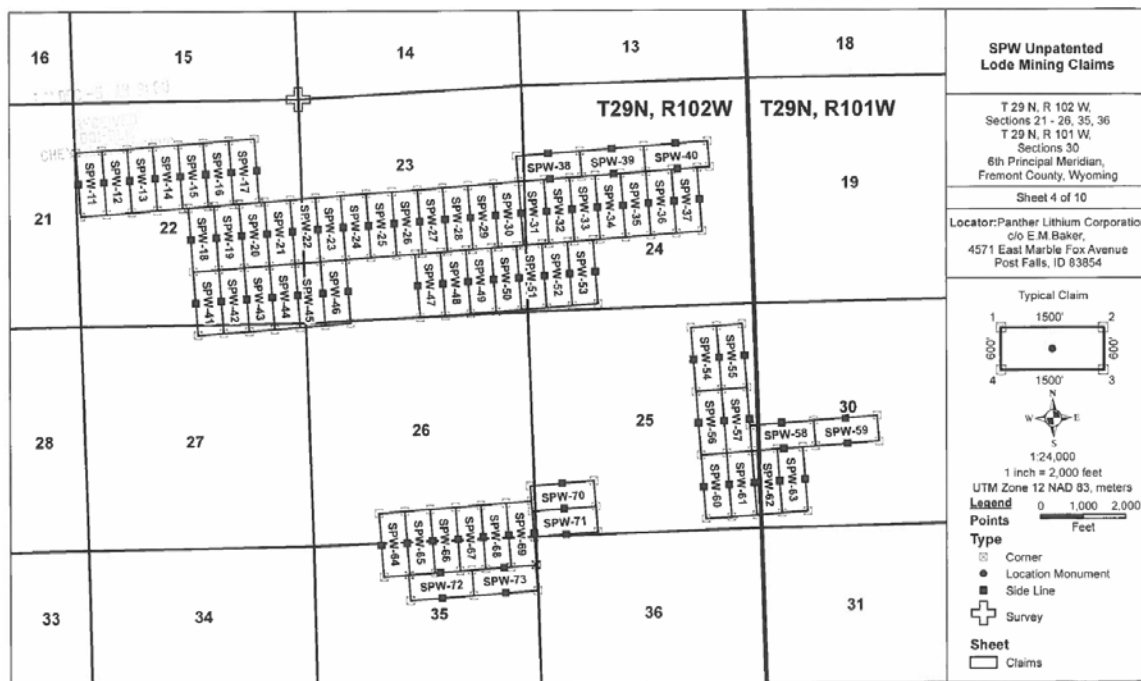 16
15
14
13
18
T29N, R102W
T29N, R101W
23
19
21
22
24
SPW-11
SPW-12
SPW-13
SPW-14
SPW-15
SPW-16
SPW-17
SPW-38
SPW-39
SPW-40
SPW-18
SPW-19
SPW-20
SPW-21
SPW-22
SPW-23
SPW-24
SPW-25
SPW-26
SPW-27
SPW-28
SPW-29
SPW-30
SPW-31
SPW-32
SPW-33
SPW-34
SPW-35
SPW-36
SPW-37
SPW-41
SPW-42
SPW-43
SPW-44
SPW-45
SPW-46
SPW-47
SPW-48
SPW-49
SPW-50
SPW-51
SPW-52
SPW-53
28
27
26
25
30
SPW-54
SPW-55
SPW-56
SPW-57
SPW-58
SPW-59
SPW-60
SPW-61
SPW-62
SPW-63
SPW-70
SPW-71
SPW-64
SPW-65
SPW-66
SPW-67
SPW-68
SPW-69
SPW-72
SPW-73
33
34
35
36
31
SPW Unpatented
Lode Mining Claims
T 29 N, R 102 W,
Sections 21 - 26, 35, 36
T 29 N, R 101 W,
Sections 30
6th Principal Meridian,
Fremont County, Wyoming
Sheet 4 of 10
Locator:Panther Lithium Corporatio
c/o E.M.Baker,
4571 East Marble Fox Avenue
Post Falls, ID 83854
Typical Claim
1 1500' 2
600' 600'
4 1500' 3
N
W E
S
1:24,000
1 inch = 2,000 feet
UTM Zone 12 NAD 83, meters
Legend
0 1,000 2,000
Feet
Points
Type
Corner
Location Monument
Side Line
Survey
Sheet
Claims